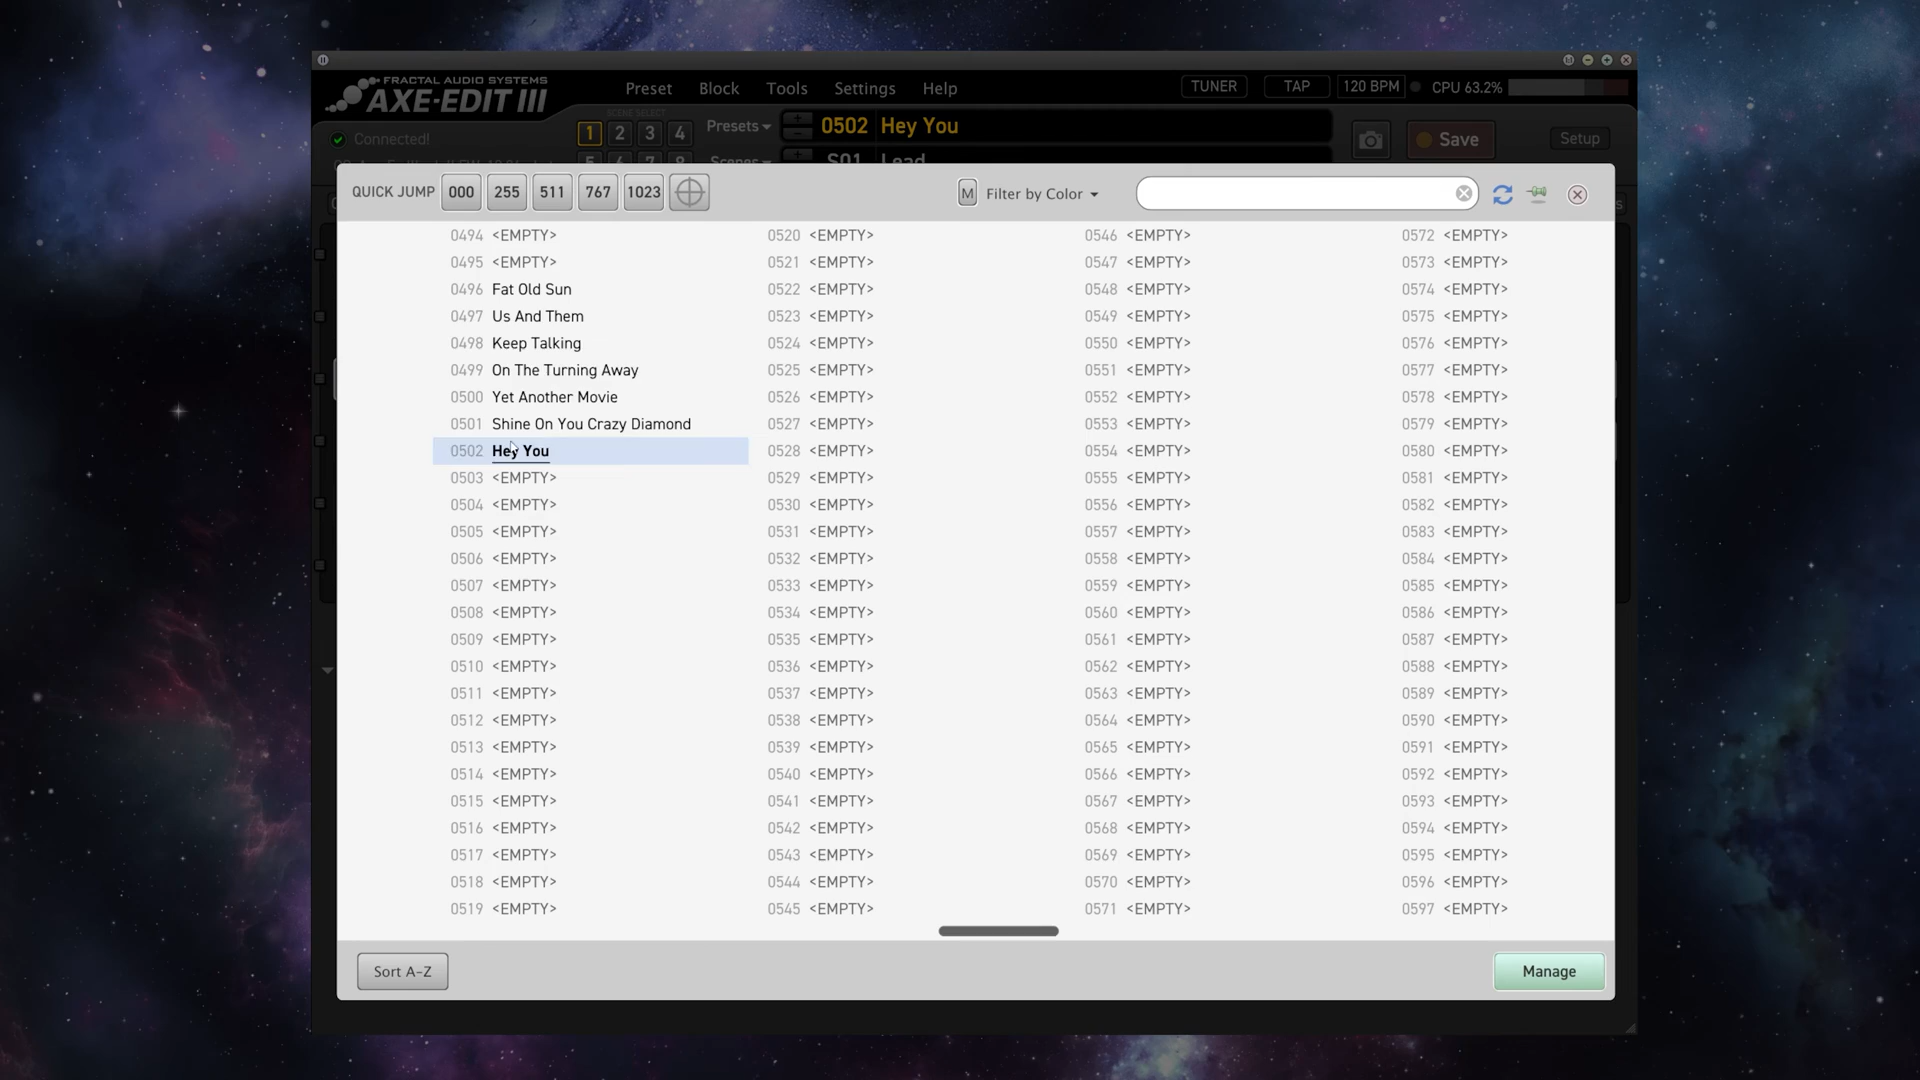 FRACTAL AUDIO SYSTEMS
AXE-EDIT III
Preset Block Tools Settings Help
TUNER TAP 120 BPM CPU 63.2%
Connected!
SCENE SELECT
1 2 3 4
Presets
0502 Hey You
Save
Setup
5 6 7 8
Scenes
S01 Lead
QUICK JUMP 000 255 511 767 1023
M Filter by Color
0494 <EMPTY>
0495 <EMPTY>
0496 Fat Old Sun
0497 Us And Them
0498 Keep Talking
0499 On The Turning Away
0500 Yet Another Movie
0501 Shine On You Crazy Diamond
0502 Hey You
0503 <EMPTY>
0504 <EMPTY>
0505 <EMPTY>
0506 <EMPTY>
0507 <EMPTY>
0508 <EMPTY>
0509 <EMPTY>
0510 <EMPTY>
0511 <EMPTY>
0512 <EMPTY>
0513 <EMPTY>
0514 <EMPTY>
0515 <EMPTY>
0516 <EMPTY>
0517 <EMPTY>
0518 <EMPTY>
0519 <EMPTY>
0520 <EMPTY>
0521 <EMPTY>
0522 <EMPTY>
0523 <EMPTY>
0524 <EMPTY>
0525 <EMPTY>
0526 <EMPTY>
0527 <EMPTY>
0528 <EMPTY>
0529 <EMPTY>
0530 <EMPTY>
0531 <EMPTY>
0532 <EMPTY>
0533 <EMPTY>
0534 <EMPTY>
0535 <EMPTY>
0536 <EMPTY>
0537 <EMPTY>
0538 <EMPTY>
0539 <EMPTY>
0540 <EMPTY>
0541 <EMPTY>
0542 <EMPTY>
0543 <EMPTY>
0544 <EMPTY>
0545 <EMPTY>
0546 <EMPTY>
0547 <EMPTY>
0548 <EMPTY>
0549 <EMPTY>
0550 <EMPTY>
0551 <EMPTY>
0552 <EMPTY>
0553 <EMPTY>
0554 <EMPTY>
0555 <EMPTY>
0556 <EMPTY>
0557 <EMPTY>
0558 <EMPTY>
0559 <EMPTY>
0560 <EMPTY>
0561 <EMPTY>
0562 <EMPTY>
0563 <EMPTY>
0564 <EMPTY>
0565 <EMPTY>
0566 <EMPTY>
0567 <EMPTY>
0568 <EMPTY>
0569 <EMPTY>
0570 <EMPTY>
0571 <EMPTY>
0572 <EMPTY>
0573 <EMPTY>
0574 <EMPTY>
0575 <EMPTY>
0576 <EMPTY>
0577 <EMPTY>
0578 <EMPTY>
0579 <EMPTY>
0580 <EMPTY>
0581 <EMPTY>
0582 <EMPTY>
0583 <EMPTY>
0584 <EMPTY>
0585 <EMPTY>
0586 <EMPTY>
0587 <EMPTY>
0588 <EMPTY>
0589 <EMPTY>
0590 <EMPTY>
0591 <EMPTY>
0592 <EMPTY>
0593 <EMPTY>
0594 <EMPTY>
0595 <EMPTY>
0596 <EMPTY>
0597 <EMPTY>
Sort A-Z
Manage